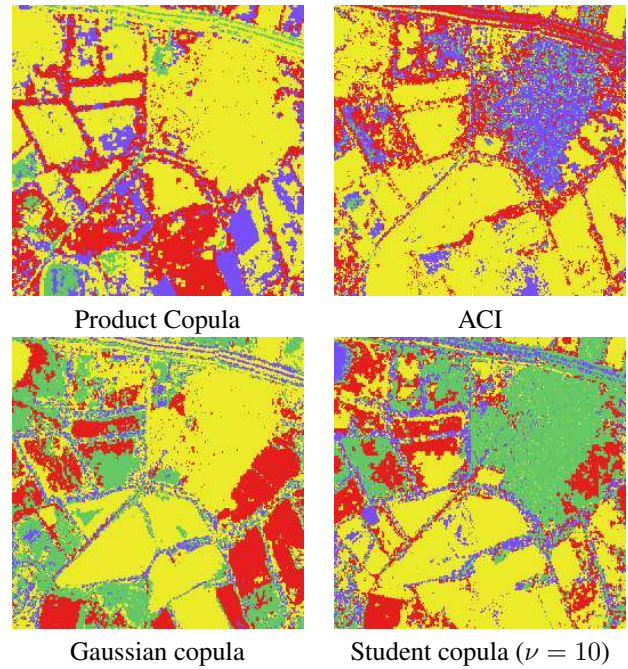 Product Copula
ACI
Gaussian copula
Student copula (ν = 10)